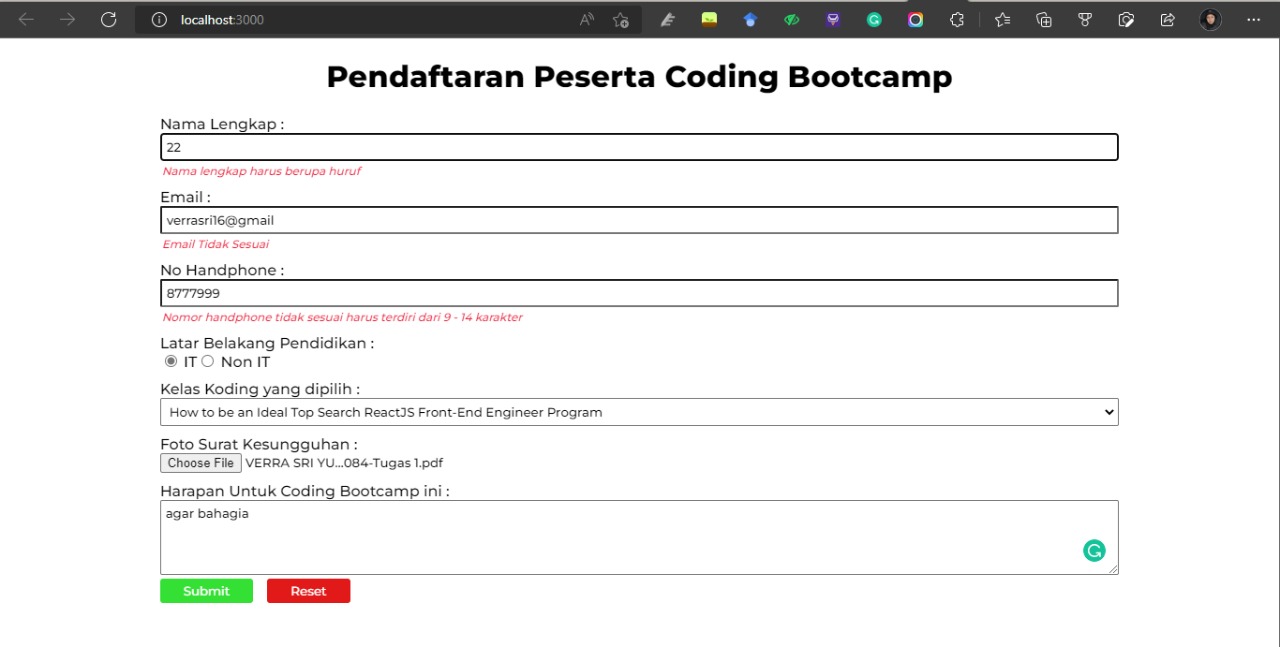 localhost:3000
Pendaftaran Peserta Coding Bootcamp
Nama Lengkap :
22
Nama lengkap harus berupa huruf
Email :
verrasri16@gmail
Email Tidak Sesuai
No Handphone :
8777999
Nomor handphone tidak sesuai harus terdiri dari 9 - 14 karakter
Latar Belakang Pendidikan :
IT Non IT
Kelas Koding yang dipilih :
How to be an Ideal Top Search ReactJS Front-End Engineer Program
Foto Surat Kesungguhan :
Choose File VERRA SRI YU...084-Tugas 1.pdf
Harapan Untuk Coding Bootcamp ini :
agar bahagia
Submit Reset